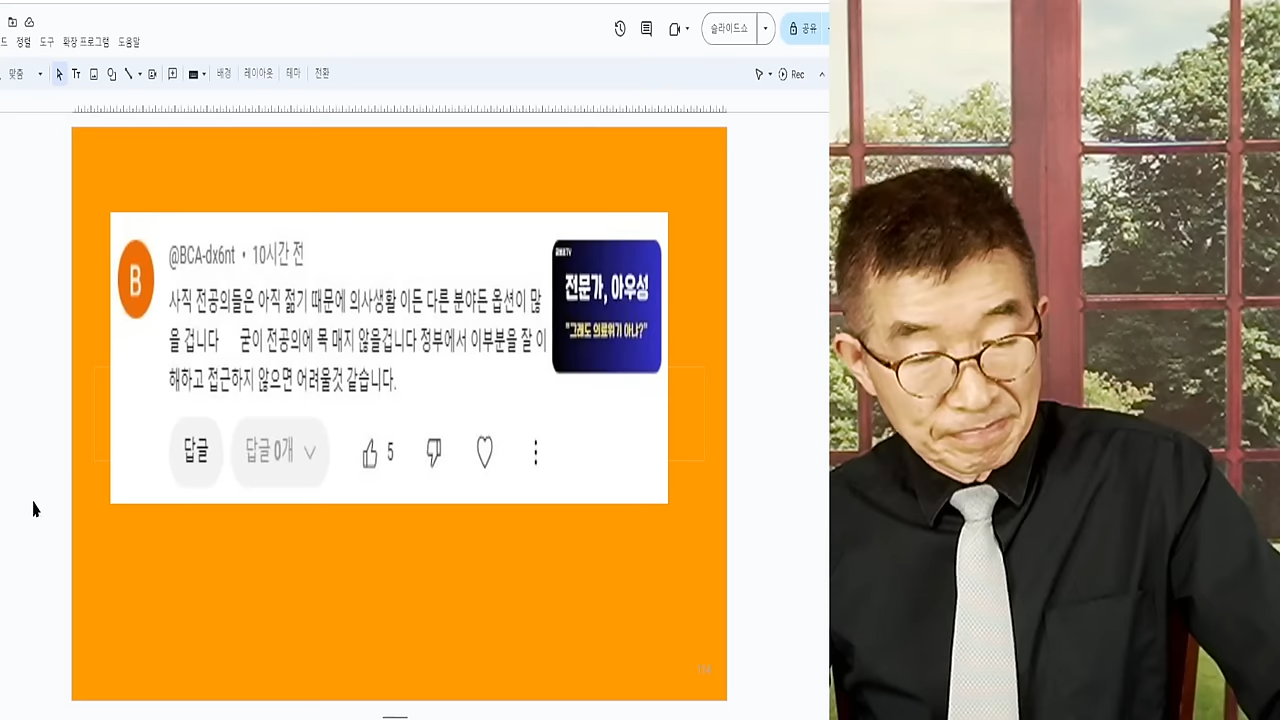 드 정렬 도구 확장 프로그램 도움말
슬라이드쇼
공유
맞춤
배경 레이아웃 테마 전환
Rec
B
@BCA-dx6nt • 10시간 전
사직 전공의들은 아직 젊기 때문에 의사생활 이든 다른 분야든 옵션이 많
을 겁니다 굳이 전공의에 목 매지 않을겁니다 정부에서 이부분을 잘 이
해하고 접근하지 않으면 어려울것 같습니다.
답글
답글 0개
5
전문가, 아우성
"그래도 의료위기 아냐?"